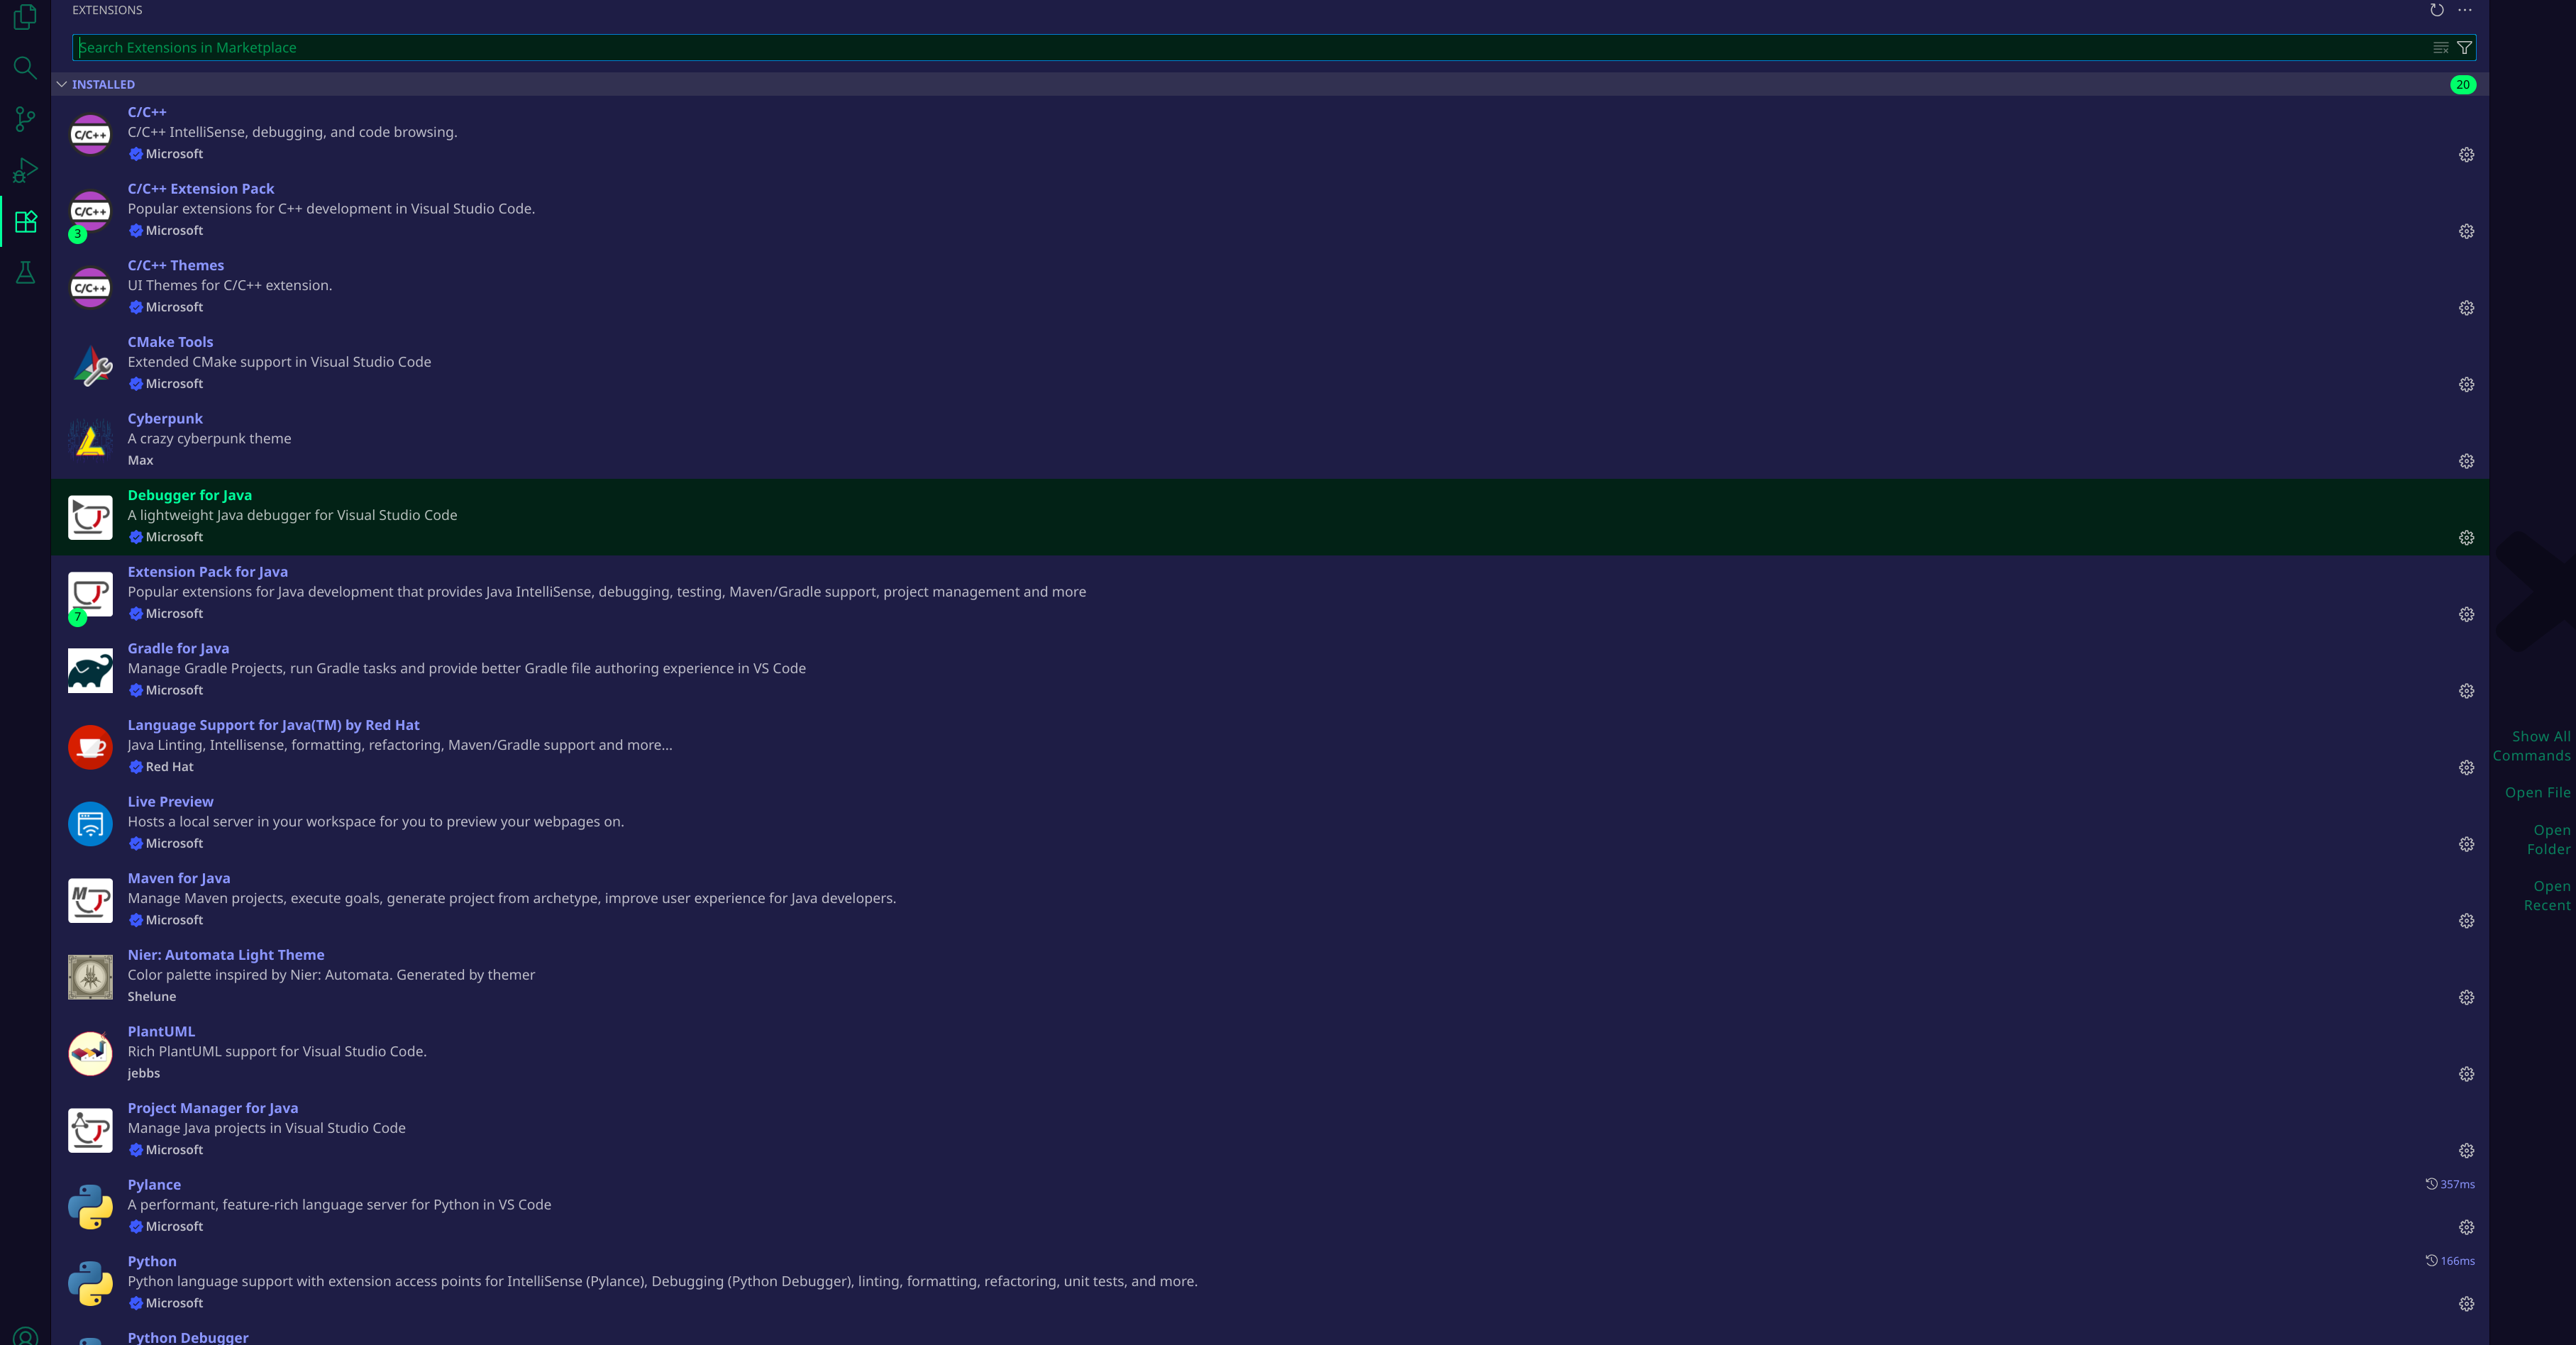 EXTENSIONS
Search Extensions in Marketplace
INSTALLED
20
C/C++
C/C++
C/C++ IntelliSense, debugging, and code browsing.
Microsoft
C/C++
3
C/C++ Extension Pack
Popular extensions for C++ development in Visual Studio Code.
Microsoft
C/C++
C/C++ Themes
UI Themes for C/C++ extension.
Microsoft
CMake Tools
Extended CMake support in Visual Studio Code
Microsoft
Cyberpunk
A crazy cyberpunk theme
Max
Debugger for Java
A lightweight Java debugger for Visual Studio Code
Microsoft
7
Extension Pack for Java
Popular extensions for Java development that provides Java IntelliSense, debugging, testing, Maven/Gradle support, project management and more
Microsoft
Gradle for Java
Manage Gradle Projects, run Gradle tasks and provide better Gradle file authoring experience in VS Code
Microsoft
Language Support for Java(TM) by Red Hat
Java Linting, Intellisense, formatting, refactoring, Maven/Gradle support and more...
Red Hat
Live Preview
Hosts a local server in your workspace for you to preview your webpages on.
Microsoft
M
Maven for Java
Manage Maven projects, execute goals, generate project from archetype, improve user experience for Java developers.
Microsoft
Nier: Automata Light Theme
Color palette inspired by Nier: Automata. Generated by themer
Shelune
PlantUML
Rich PlantUML support for Visual Studio Code.
jebbs
Project Manager for Java
Manage Java projects in Visual Studio Code
Microsoft
Pylance
357ms
A performant, feature-rich language server for Python in VS Code
Microsoft
Python
166ms
Python language support with extension access points for IntelliSense (Pylance), Debugging (Python Debugger), linting, formatting, refactoring, unit tests, and more.
Microsoft
Python Debugger
Show All
Commands
Open File
Open
Folder
Open
Recent